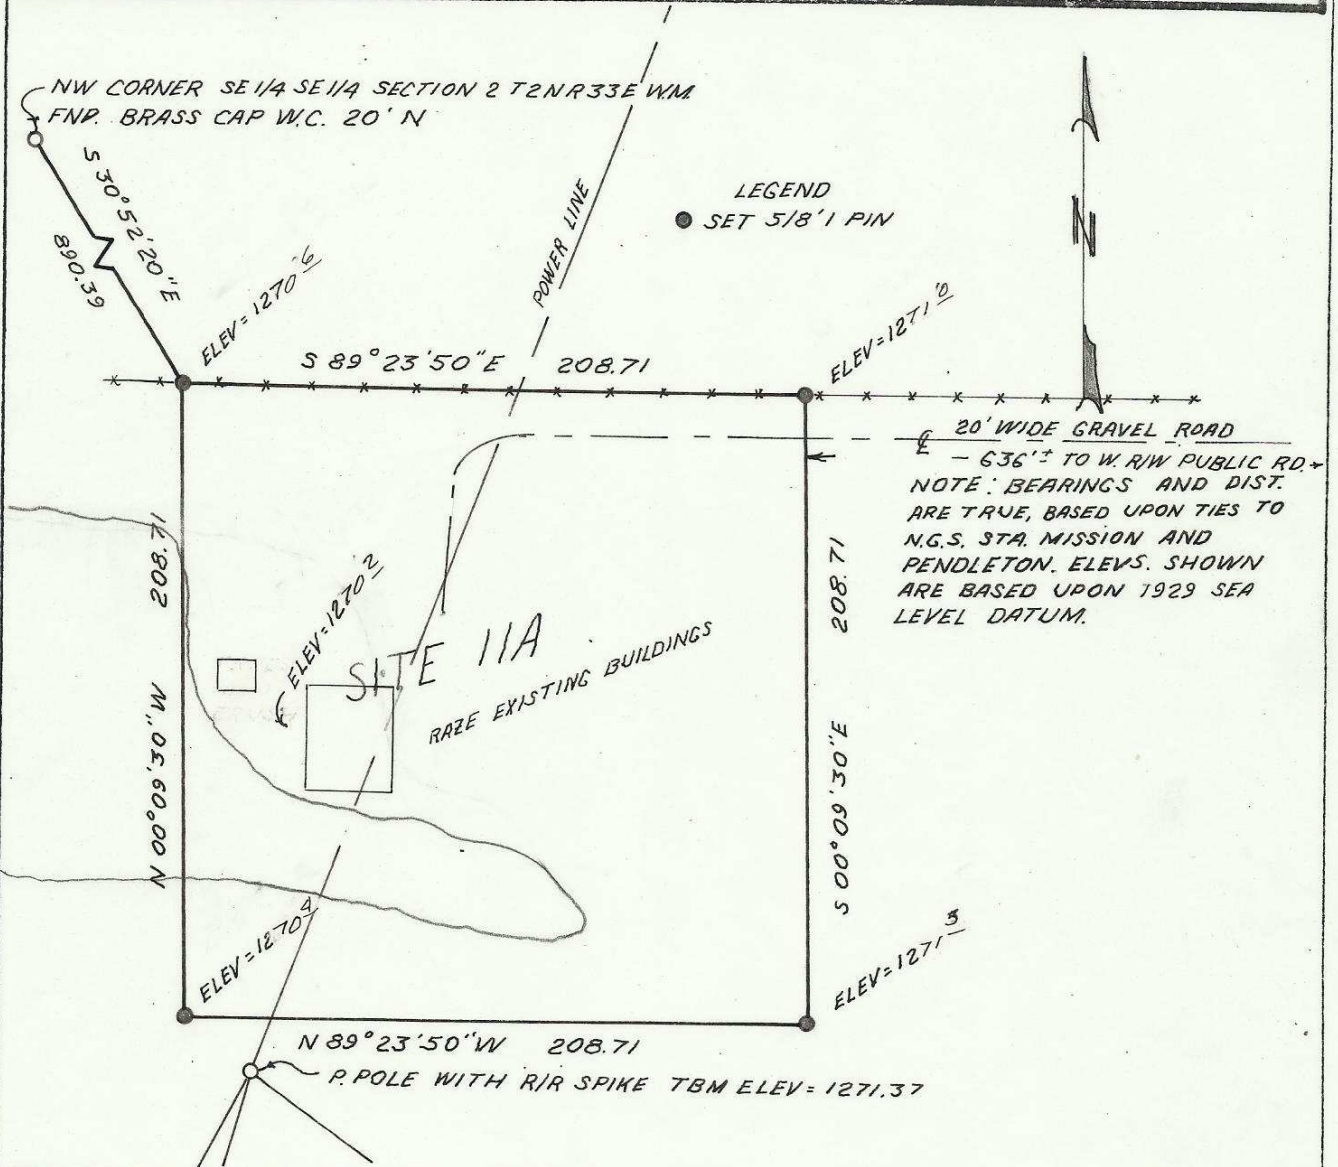 NW CORNER SE 1/4 SE 1/4 SECTION 2 T2NR33E W.M.
FND. BRASS CAP W.C. 20' N
S 30° 52' 20" E
890.39
POWER LINE
LEGEND
SET 5/8' I PIN
N
ELEV=1270.6
S 89° 23' 50" E 208.71
ELEV=1271.0
℄ 20' WIDE GRAVEL ROAD
- 636'± TO W. R/W PUBLIC RD.
NOTE: BEARINGS AND DIST.
ARE TRUE, BASED UPON TIES TO
N.G.S. STA. MISSION AND
PENDLETON. ELEVS. SHOWN
ARE BASED UPON 1929 SEA
LEVEL DATUM.
208.71
N 00° 09' 30" W
ELEV=1270.2
SITE 11A
RAZE EXISTING BUILDINGS
208.71
S 00° 09' 30" E
ELEV=1270.4
ELEV=1271.3
N 89° 23' 50" W 208.71
P. POLE WITH R/R SPIKE TBM ELEV= 1271.37